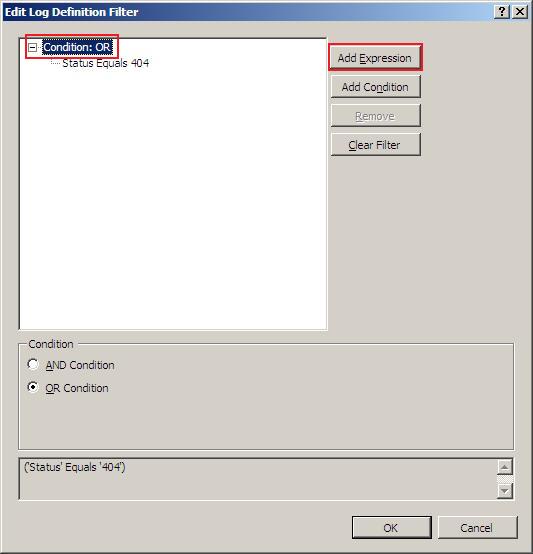 Edit Log Definition Filter
Condition: OR
Status Equals 404
Add Expression
Add Condition
Remove
Clear Filter
Condition
AND Condition
OR Condition
('Status' Equals '404')
OK
Cancel